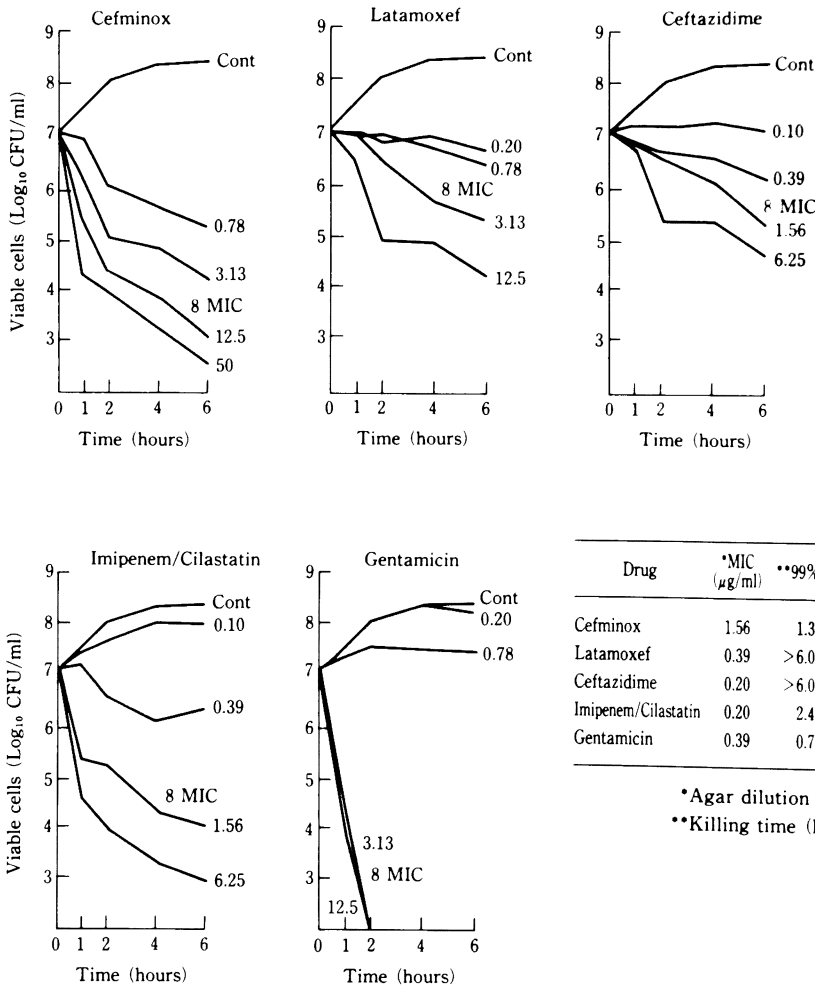 Cefminox
Viable cells (Log₁₀ CFU/ml)
9
8
7
6
5
4
3
Cont
0.78
3.13
8 MIC
12.5
50
0 1 2 4 6
Time (hours)
Latamoxef
9
8
7
6
5
4
3
Cont
0.20
0.78
8 MIC
3.13
12.5
0 1 2 4 6
Time (hours)
Ceftazidime
9
8
7
6
5
4
3
Cont
0.10
0.39
8 MIC
1.56
6.25
0 1 2 4 6
Time (hours)
Imipenem/Cilastatin
Viable cells (Log₁₀ CFU/ml)
9
8
7
6
5
4
3
Cont
0.10
0.39
8 MIC
1.56
6.25
0 1 2 4 6
Time (hours)
Gentamicin
9
8
7
6
5
4
3
Cont
0.20
0.78
3.13
8 MIC
12.5
0 1 2 4 6
Time (hours)
Drug *MIC (μg/ml) **99%
Cefminox 1.56 1.3
Latamoxef 0.39 >6.0
Ceftazidime 0.20 >6.0
Imipenem/Cilastatin 0.20 2.4
Gentamicin 0.39 0.7
*Agar dilution
**Killing time (